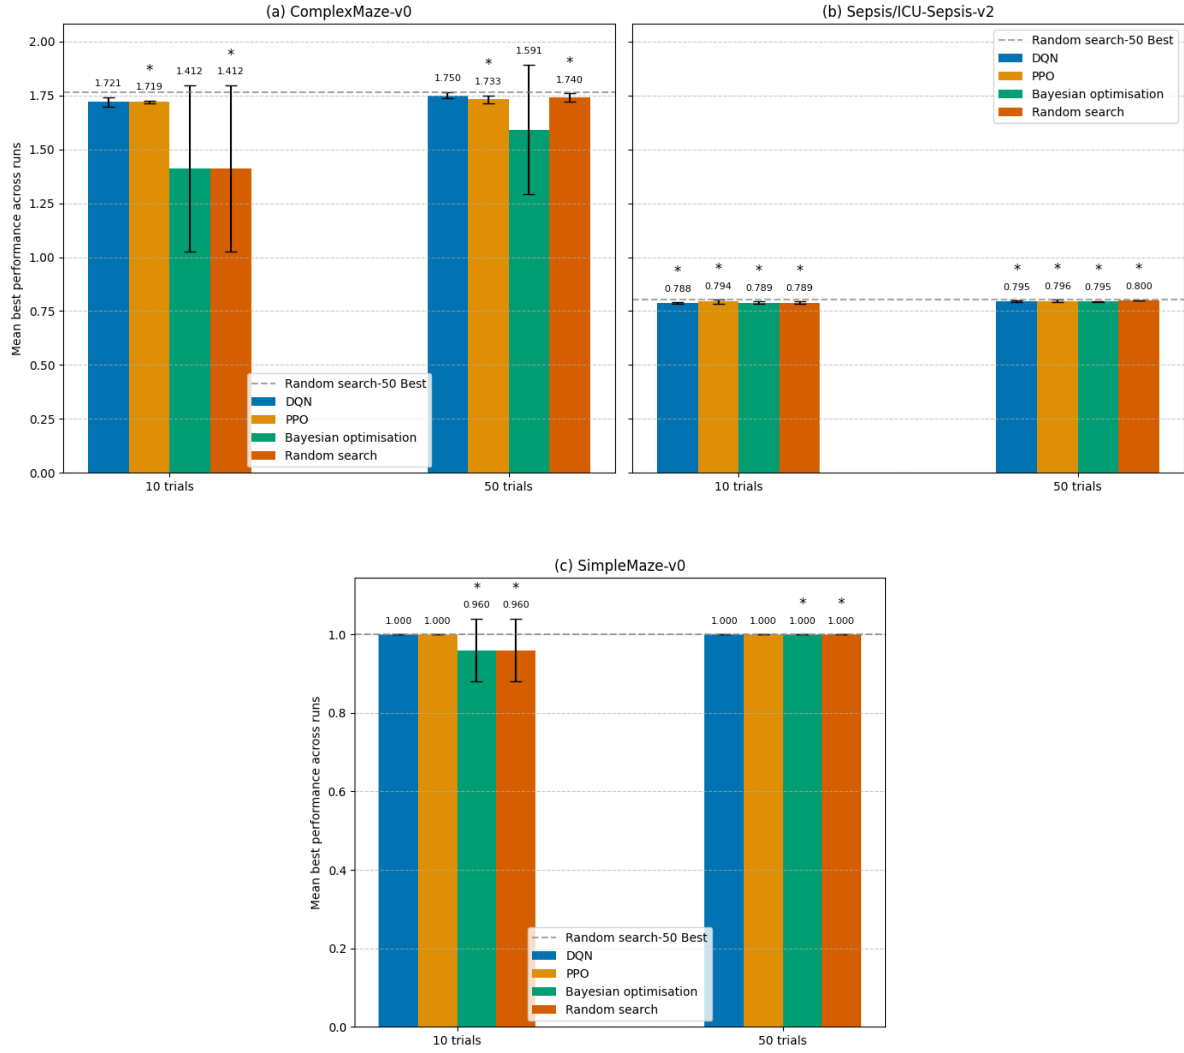 (a) ComplexMaze-v0
Mean best performance across runs
2.00
1.75
1.50
1.25
1.00
0.75
0.50
0.25
0.00
1.721
*
1.719
1.412
*
1.412
1.750
*
1.733
1.591
*
1.740
Random search-50 Best
DQN
PPO
Bayesian optimisation
Random search
10 trials
50 trials
(b) Sepsis/ICU-Sepsis-v2
Random search-50 Best
DQN
PPO
Bayesian optimisation
Random search
*
0.788
*
0.794
*
0.789
*
0.789
*
0.795
*
0.796
*
0.795
*
0.800
10 trials
50 trials
(c) SimpleMaze-v0
Mean best performance across runs
1.0
0.8
0.6
0.4
0.2
0.0
1.000
1.000
*
0.960
*
0.960
1.000
1.000
*
1.000
*
1.000
Random search-50 Best
DQN
PPO
Bayesian optimisation
Random search
10 trials
50 trials